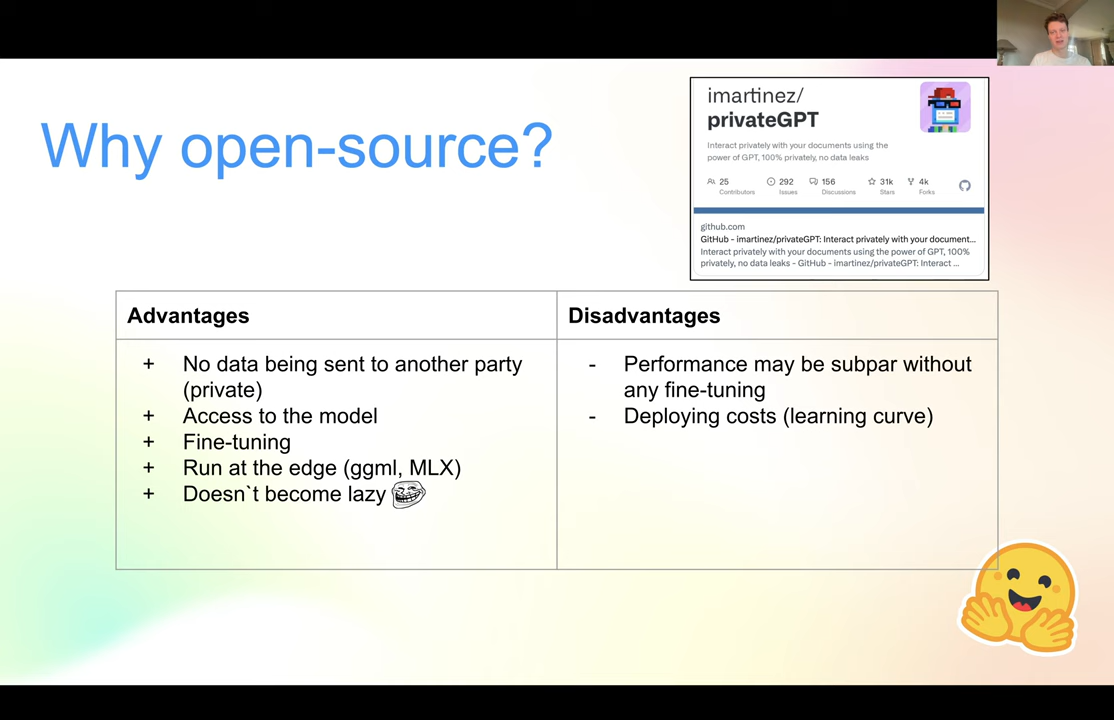 Why open-source?
imartinez/
privateGPT
Interact privately with your documents using the
power of GPT, 100% privately, no data leaks
25 292 156 31k 4k
Contributors Issues Discussions Stars Forks
github.com
GitHub - imartinez/privateGPT: Interact privately with your document...
Interact privately with your documents using the power of GPT, 100%
privately, no data leaks - GitHub - imartinez/privateGPT: Interact ...
Advantages
+ No data being sent to another party
(private)
+ Access to the model
+ Fine-tuning
+ Run at the edge (ggml, MLX)
+ Doesn`t become lazy
Disadvantages
- Performance may be subpar without
any fine-tuning
- Deploying costs (learning curve)